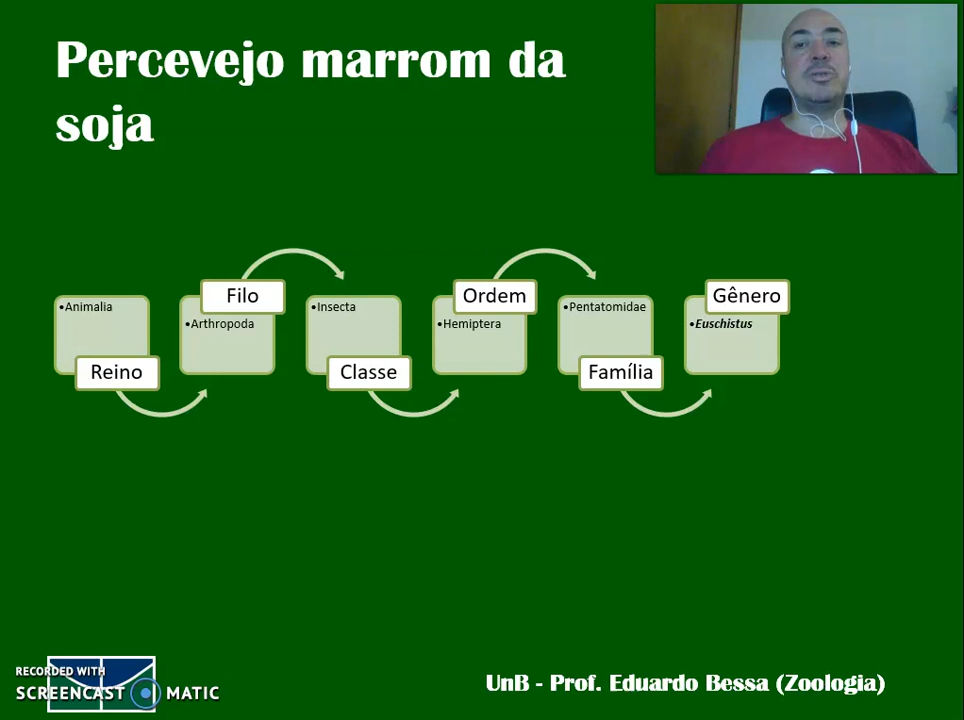 Percevejo marrom da
soja
•Animalia
Reino
Filo
•Arthropoda
•Insecta
Classe
Ordem
•Hemiptera
•Pentatomidae
Família
Gênero
•Euschistus
RECORDED WITH
SCREENCAST MATIC
UnB - Prof. Eduardo Bessa (Zoologia)